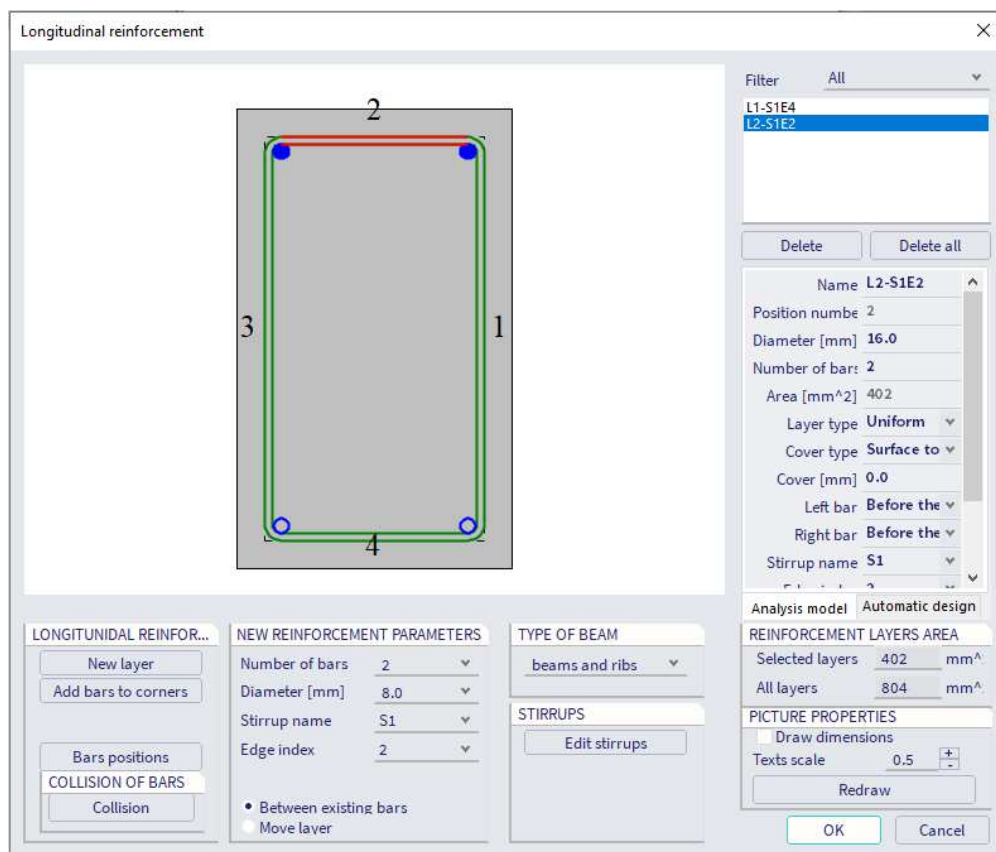 Longitudinal reinforcement
Filter All
L1-S1E4
L2-S1E2
2
3
1
4
Delete Delete all
Name L2-S1E2
Position numbe 2
Diameter [mm] 16.0
Number of bars 2
Area [mm^2] 402
Layer type Uniform
Cover type Surface to
Cover [mm] 0.0
Left bar Before the
Right bar Before the
Stirrup name S1
Analysis model Automatic design
LONGITUNIDAL REINFOR...
New layer
Add bars to corners
Bars positions
COLLISION OF BARS
Collision
NEW REINFORCEMENT PARAMETERS
Number of bars 2
Diameter [mm] 8.0
Stirrup name S1
Edge index 2
Between existing bars
Move layer
TYPE OF BEAM
beams and ribs
STIRRUPS
Edit stirrups
REINFORCEMENT LAYERS AREA
Selected layers 402 mm^
All layers 804 mm^
PICTURE PROPERTIES
Draw dimensions
Texts scale 0.5 + -
Redraw
OK Cancel